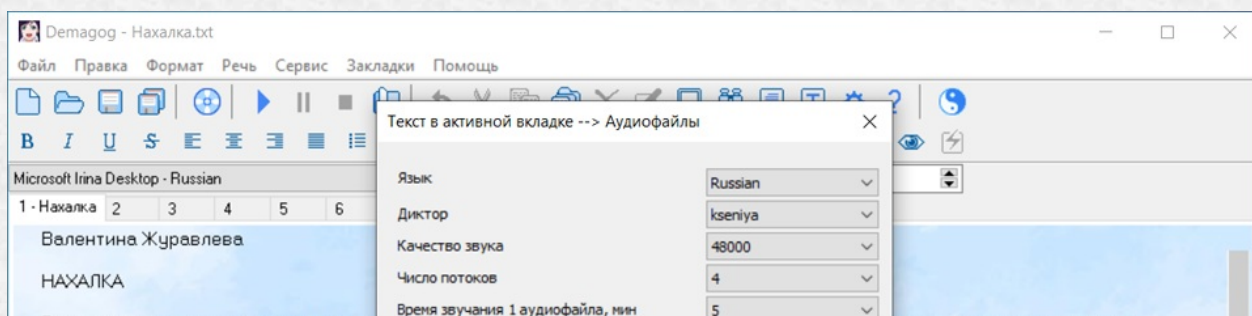 Demagog - Нахалка.txt
Файл Правка Формат Речь Сервис Закладки Помощь
Текст в активной вкладке --> Аудиофайлы
B I U S
Microsoft Irina Desktop - Russian
Язык
Russian
1 - Нахалка 2 3 4 5 6
Диктор
kseniya
Валентина Журавлева
Качество звука
48000
НАХАЛКА
Число потоков
4
Время звучания 1 аудиофайла, мин
5